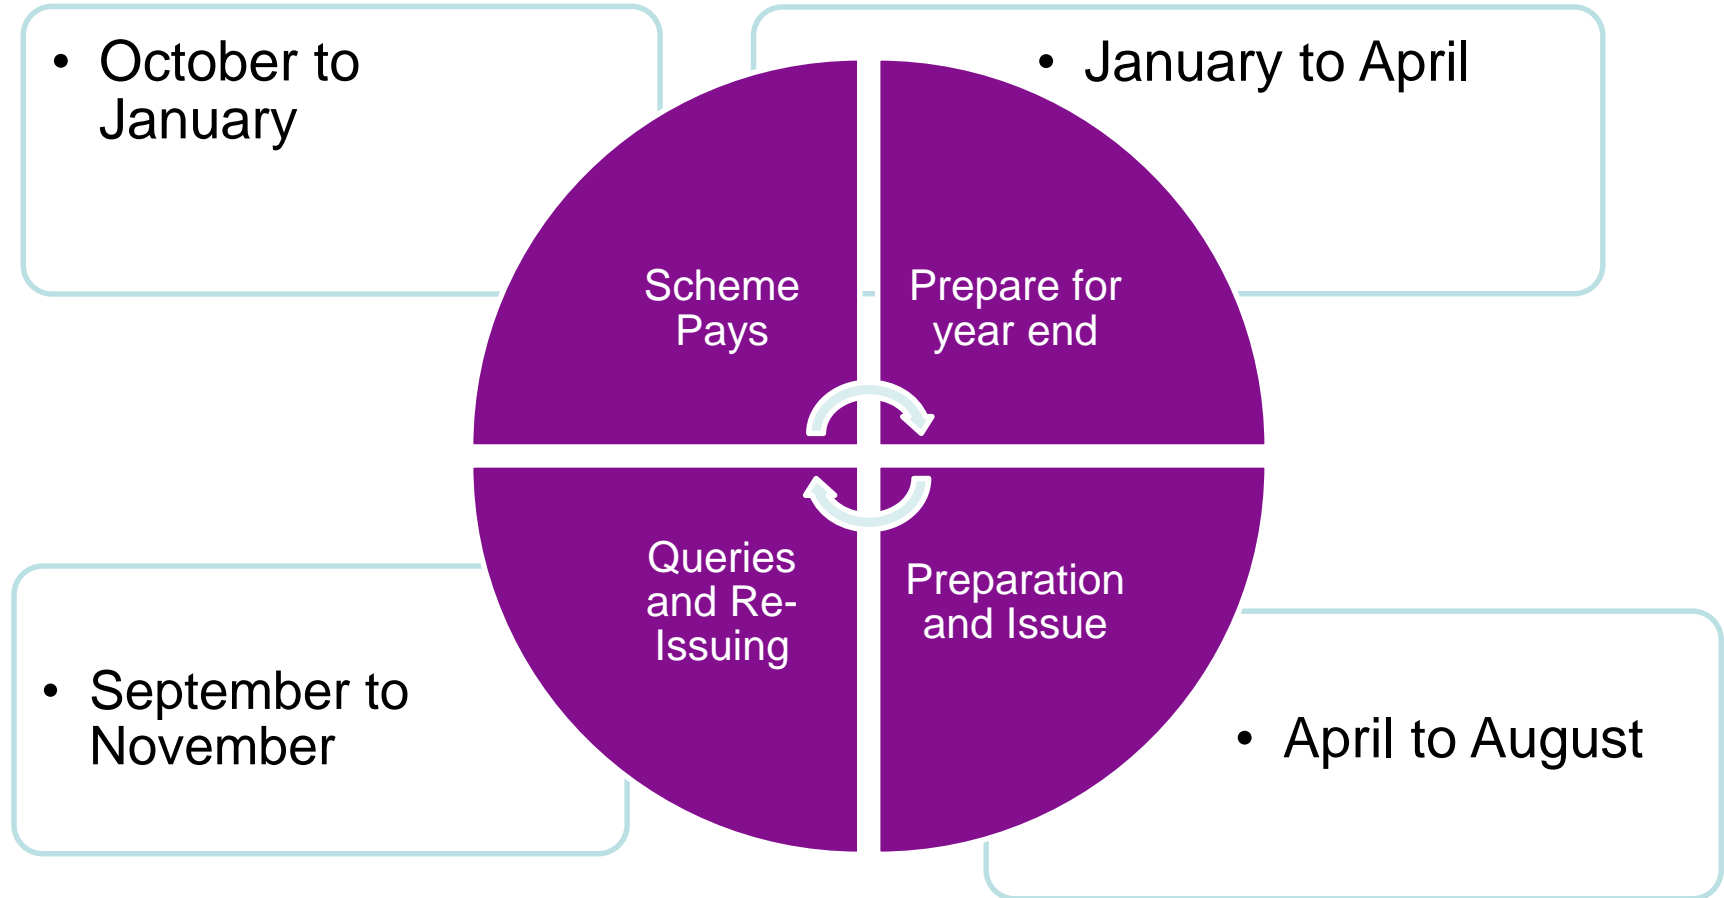 • October to
January
• January to April
Scheme
Pays
Prepare for
year end
Queries
and Re-
Issuing
Preparation
and Issue
• September to
November
• April to August